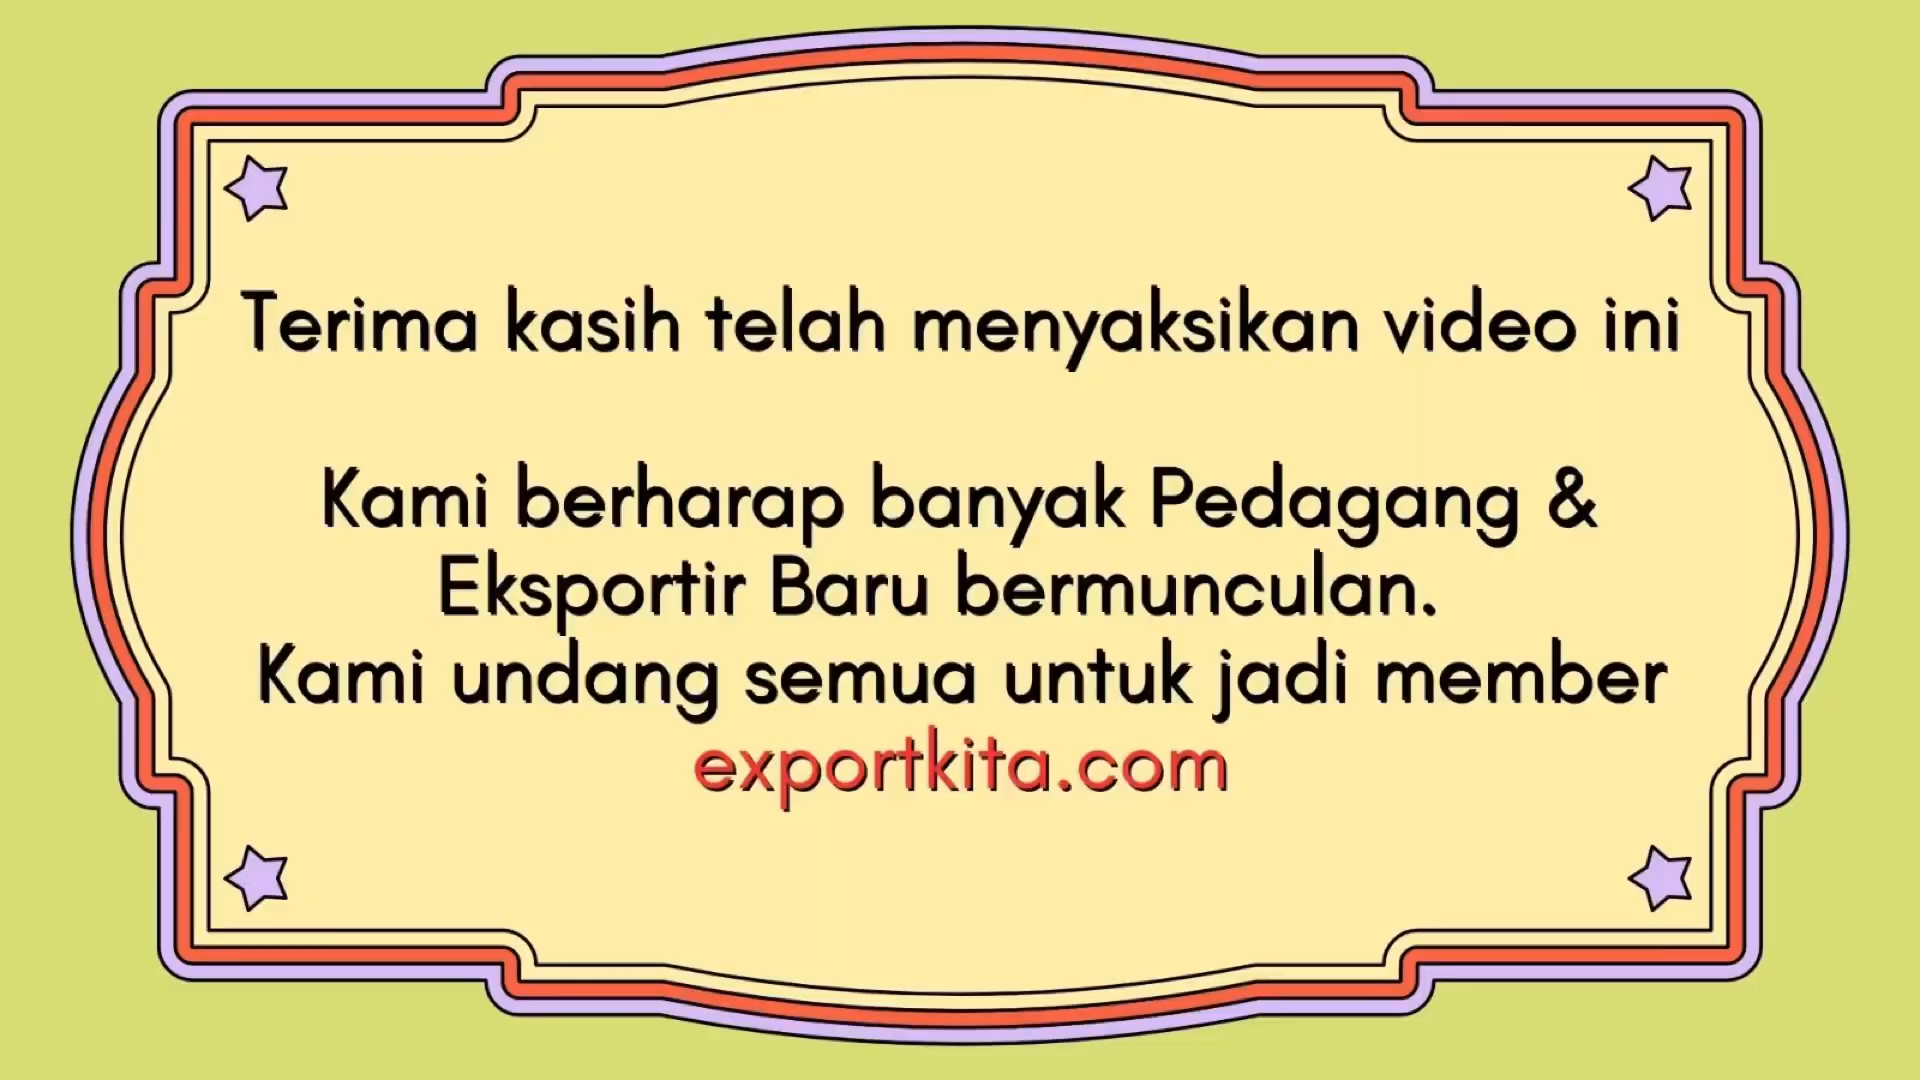 Terima kasih telah menyaksikan video ini
Kami berharap banyak Pedagang &
Eksportir Baru bermunculan.
Kami undang semua untuk jadi member
exportkita.com